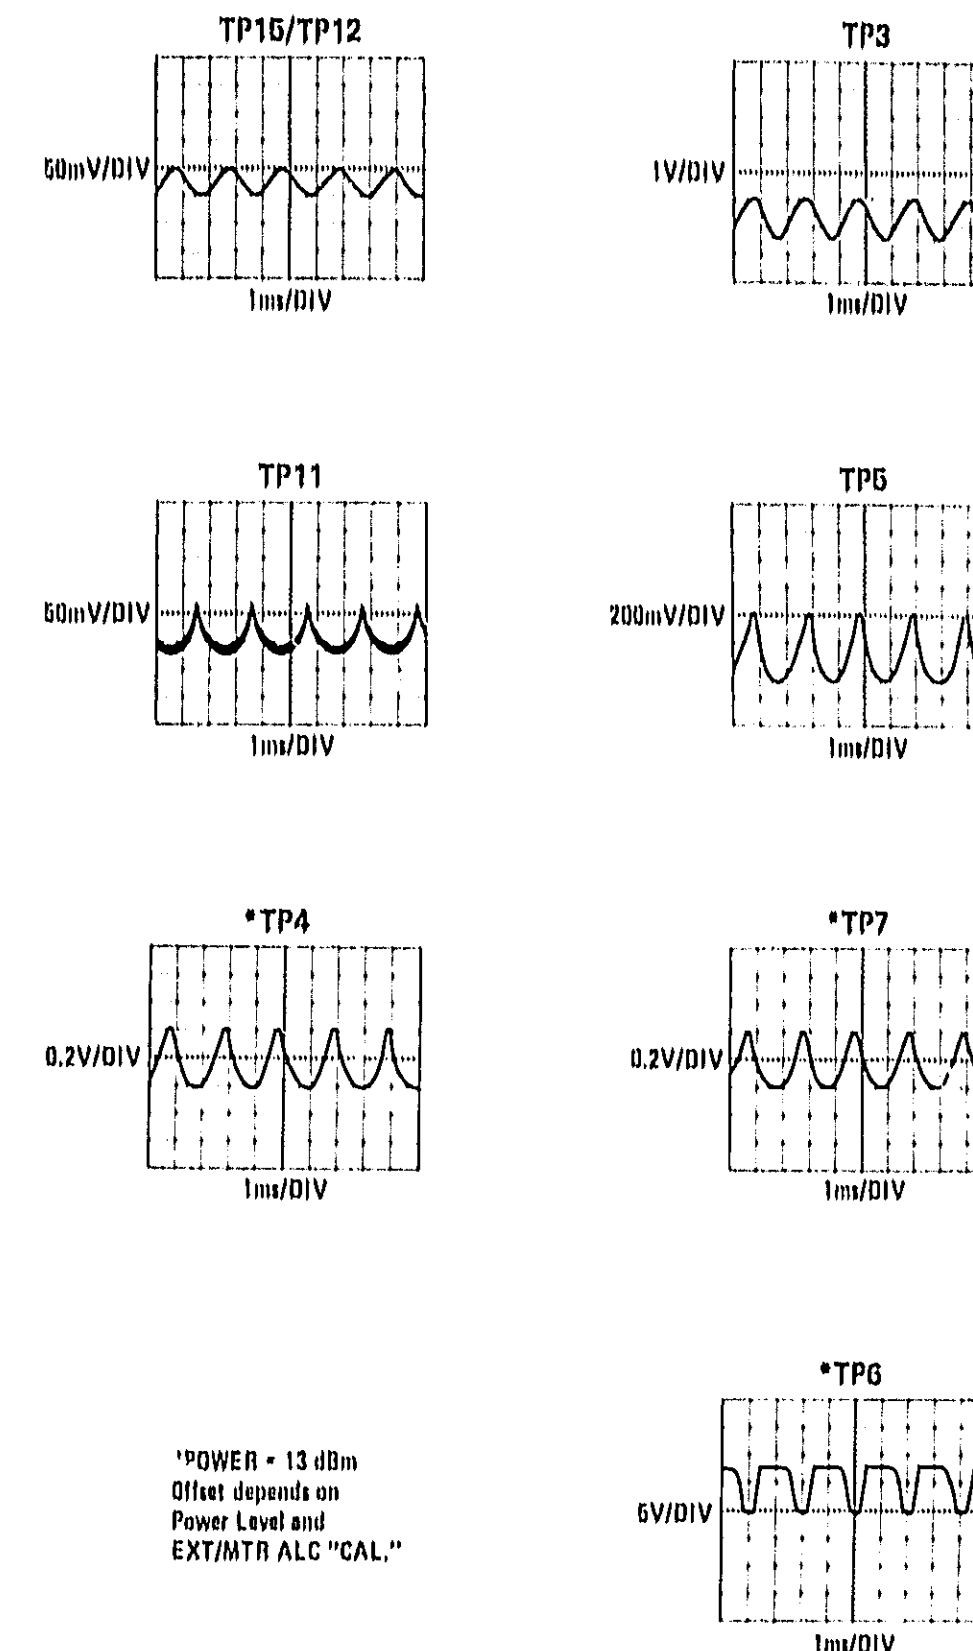 TP15/TP12
50mV/DIV
1ms/DIV
TP3
1V/DIV
1ms/DIV
TP11
50mV/DIV
1ms/DIV
TP5
200mV/DIV
1ms/DIV
*TP4
0.2V/DIV
1ms/DIV
*TP7
0.2V/DIV
1ms/DIV
*TP6
5V/DIV
1ms/DIV
*POWER = 13 dBm
Offset depends on
Power Level and
EXT/MTR ALC "CAL."